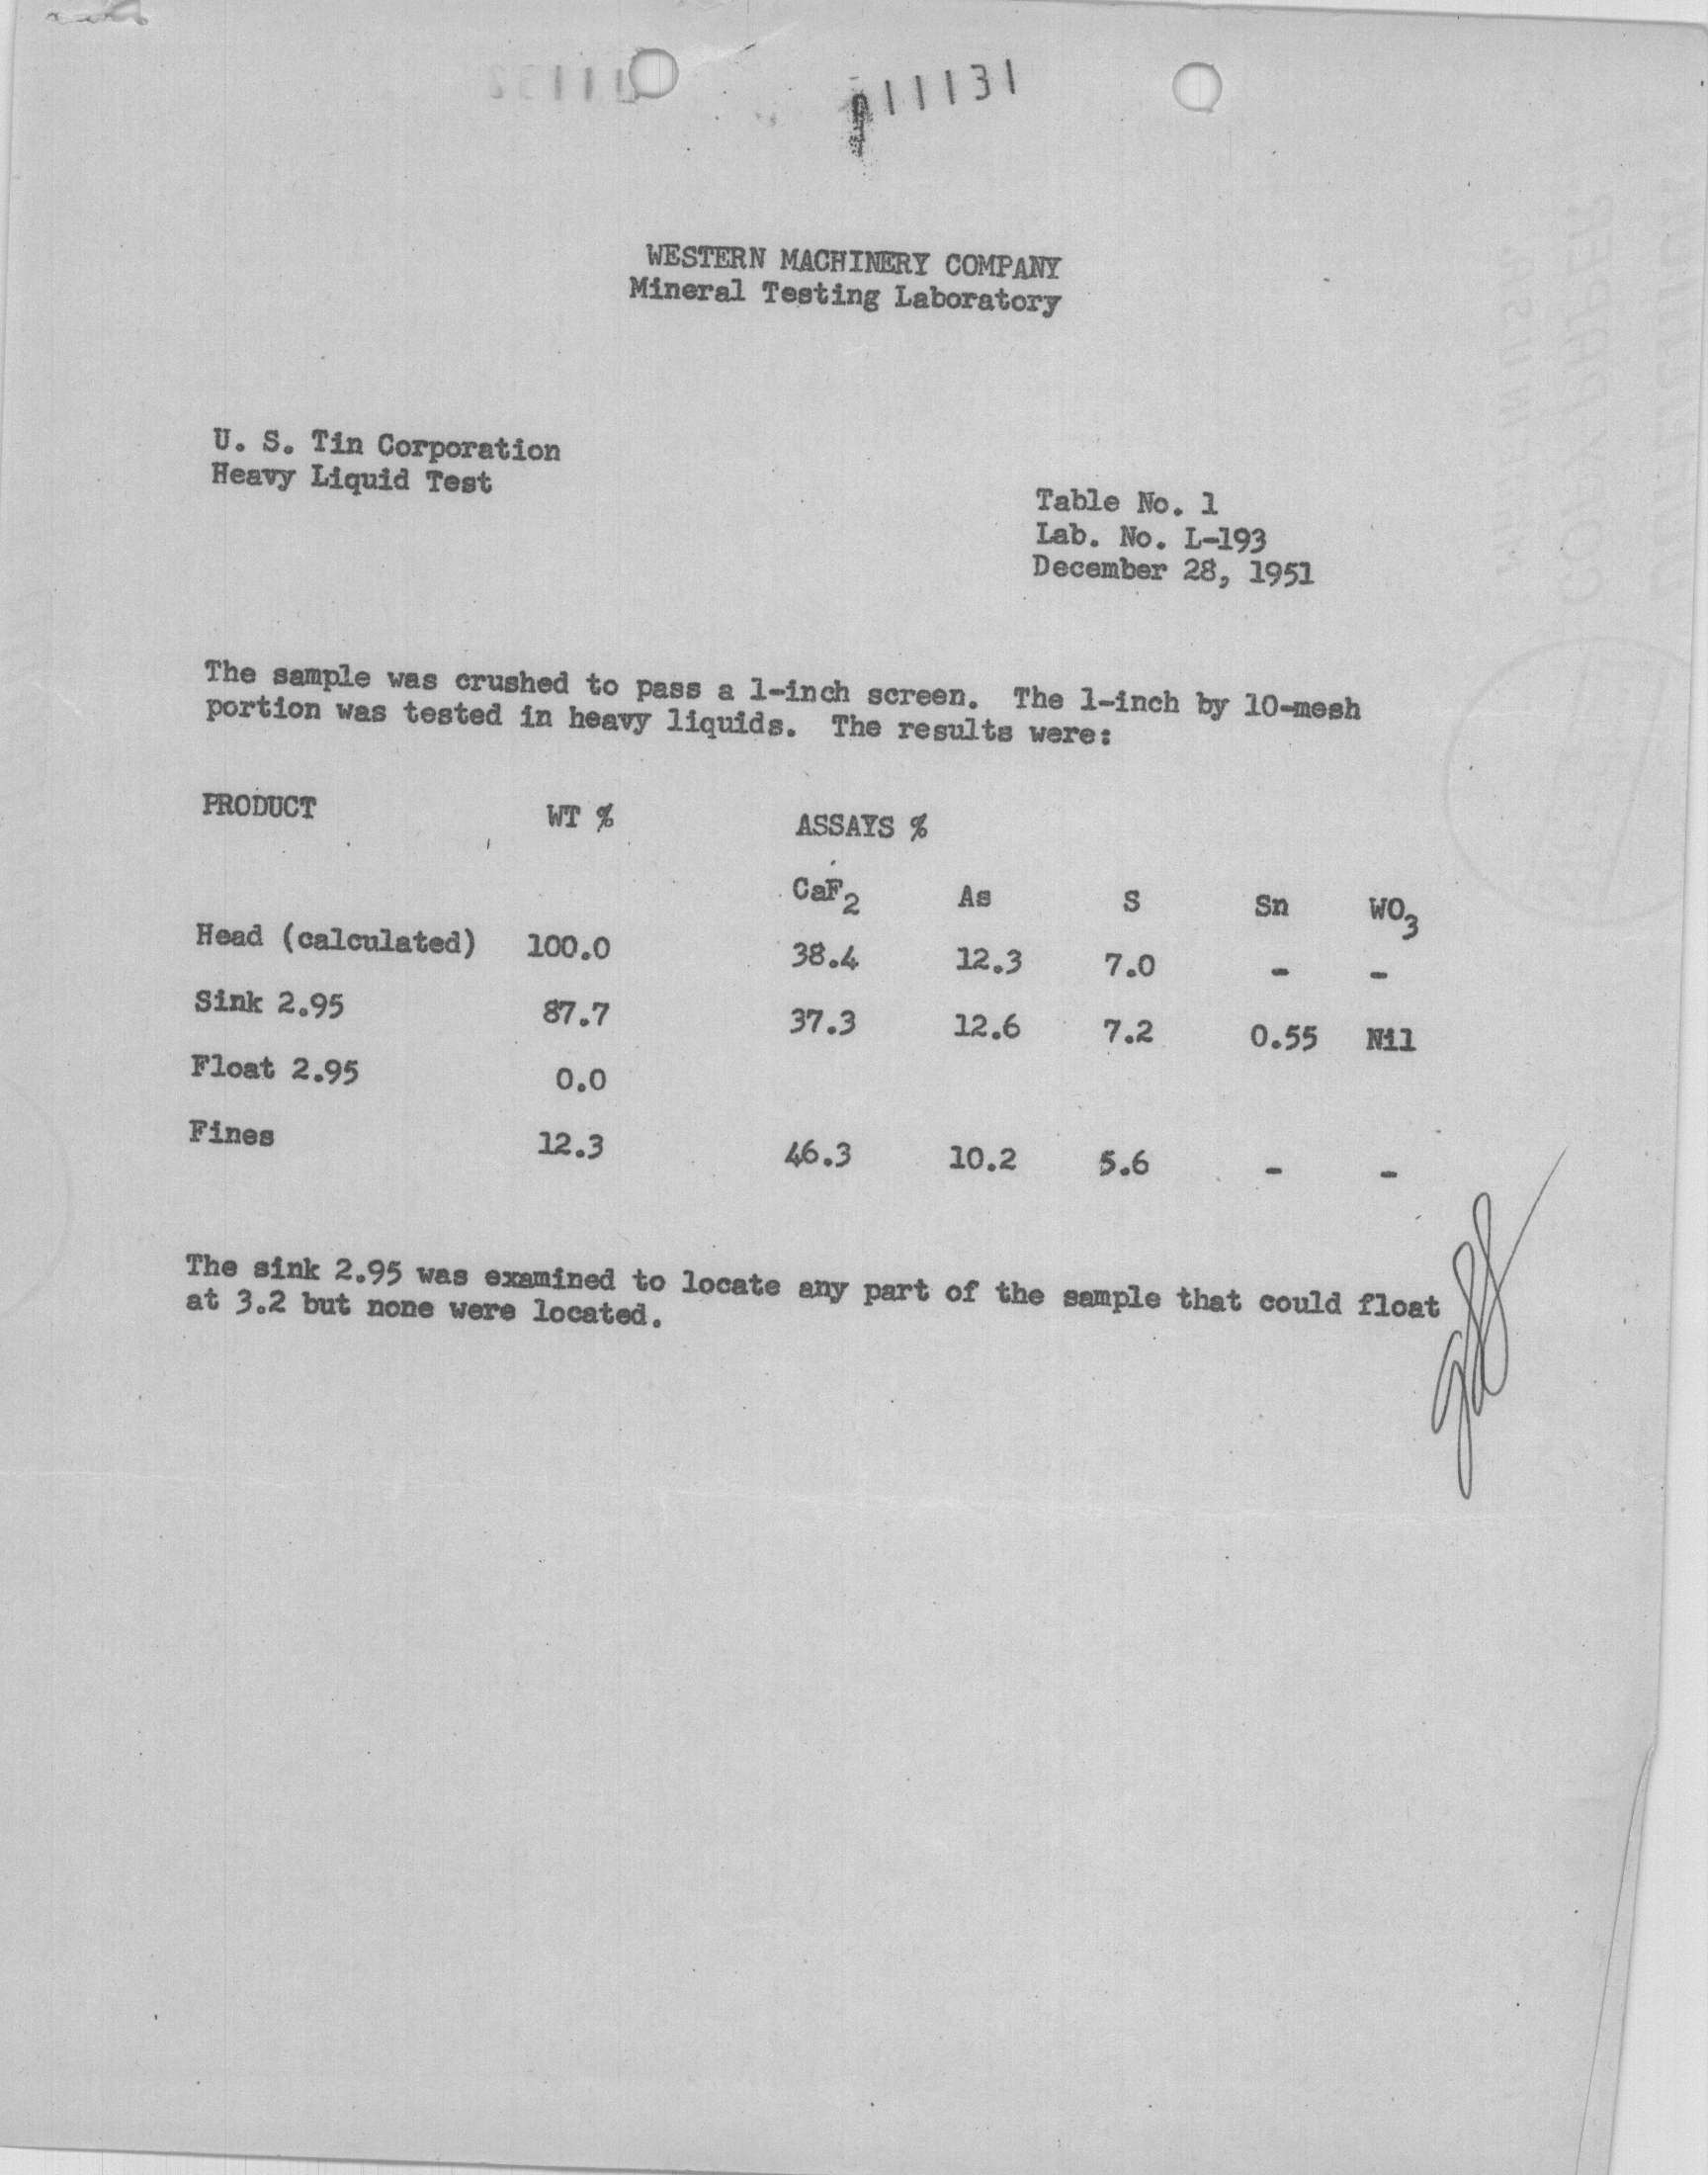 11131
WESTERN MACHINERY COMPANY
Mineral Testing Laboratory
U. S. Tin Corporation
Heavy Liquid Test
Table No. 1
Lab. No. L-193
December 28, 1951
The sample was crushed to pass a 1-inch screen. The 1-inch by 10-mesh
portion was tested in heavy liquids. The results were:
PRODUCT WT % ASSAYS %
CaF2 As S Sn WO3
Head (calculated) 100.0 38.4 12.3 7.0 - -
Sink 2.95 87.7 37.3 12.6 7.2 0.55 Nil
Float 2.95 0.0
Fines 12.3 46.3 10.2 5.6 - -
The sink 2.95 was examined to locate any part of the sample that could float
at 3.2 but none were located.